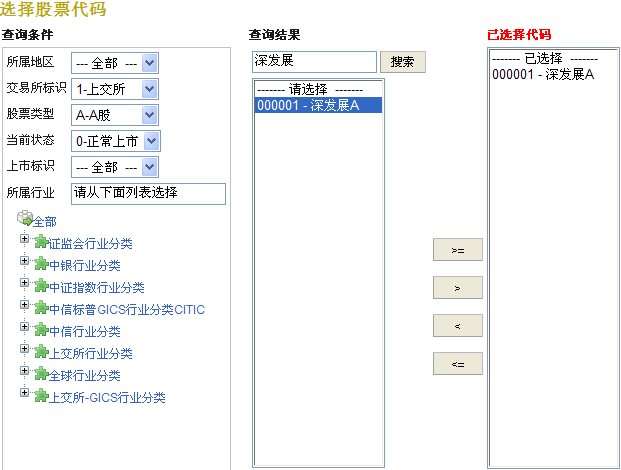 选择股票代码
查询条件
所属地区 --- 全部 ---
交易所标识 1-上交所
股票类型 A-A股
当前状态 0-正常上市
上市标识 --- 全部 ---
所属行业 请从下面列表选择
全部
证监会行业分类
中银行业分类
中证指数行业分类
中信标普GICS行业分类CITIC
中信行业分类
上交所行业分类
全球行业分类
上交所-GICS行业分类
查询结果
深发展 搜索
------- 请选择 -------
000001 - 深发展A
>=
>
<
<=
已选择代码
------- 已选择 -------
000001 - 深发展A